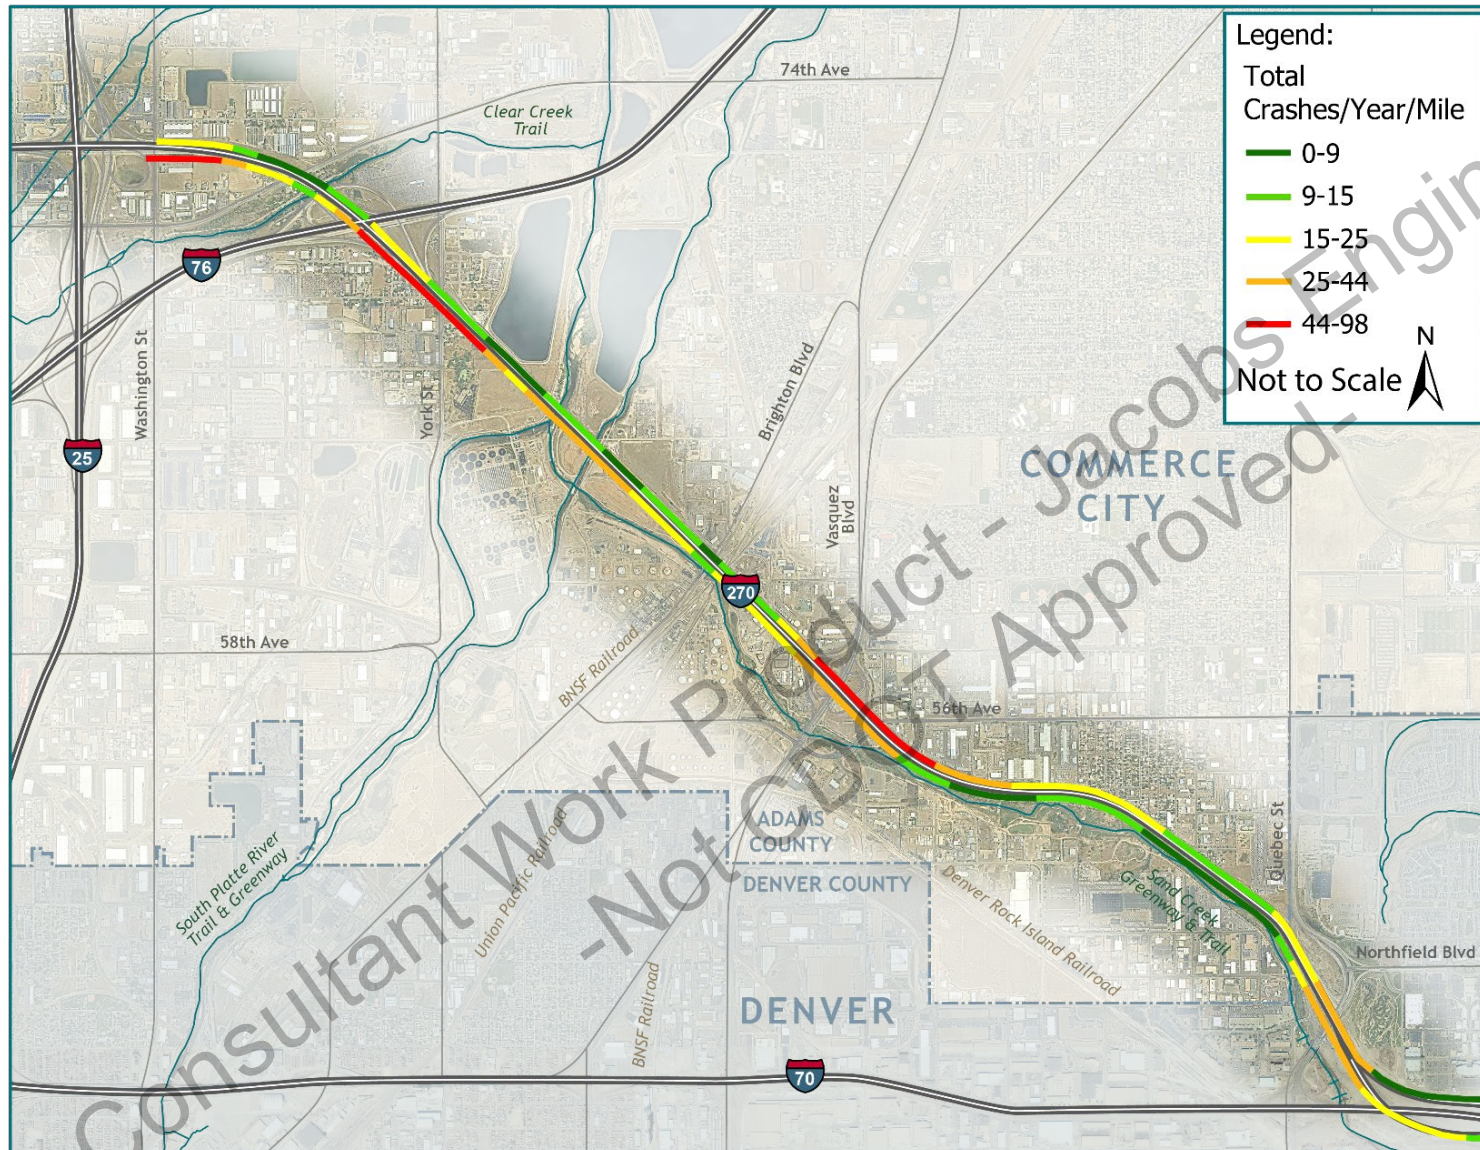 Legend:
Total
Crashes/Year/Mile
0-9
9-15
15-25
25-44
44-98
N
Not to Scale
74th Ave
Clear Creek
Trail
76
Washington St
York St
25
Brighton Blvd
Vasquez
Blvd
COMMERCE
CITY
270
58th Ave
BNSF Railroad
56th Ave
ADAMS
COUNTY
DENVER COUNTY
Quebec St
South Platte River
Trail & Greenway
Union Pacific Railroad
Sand Creek
Greenway & Trail
Denver Rock Island Railroad
Northfield Blvd
BNSF Railroad
DENVER
70
Consultant Work Product - Jacobs Engin
-Not CDOT Approved-